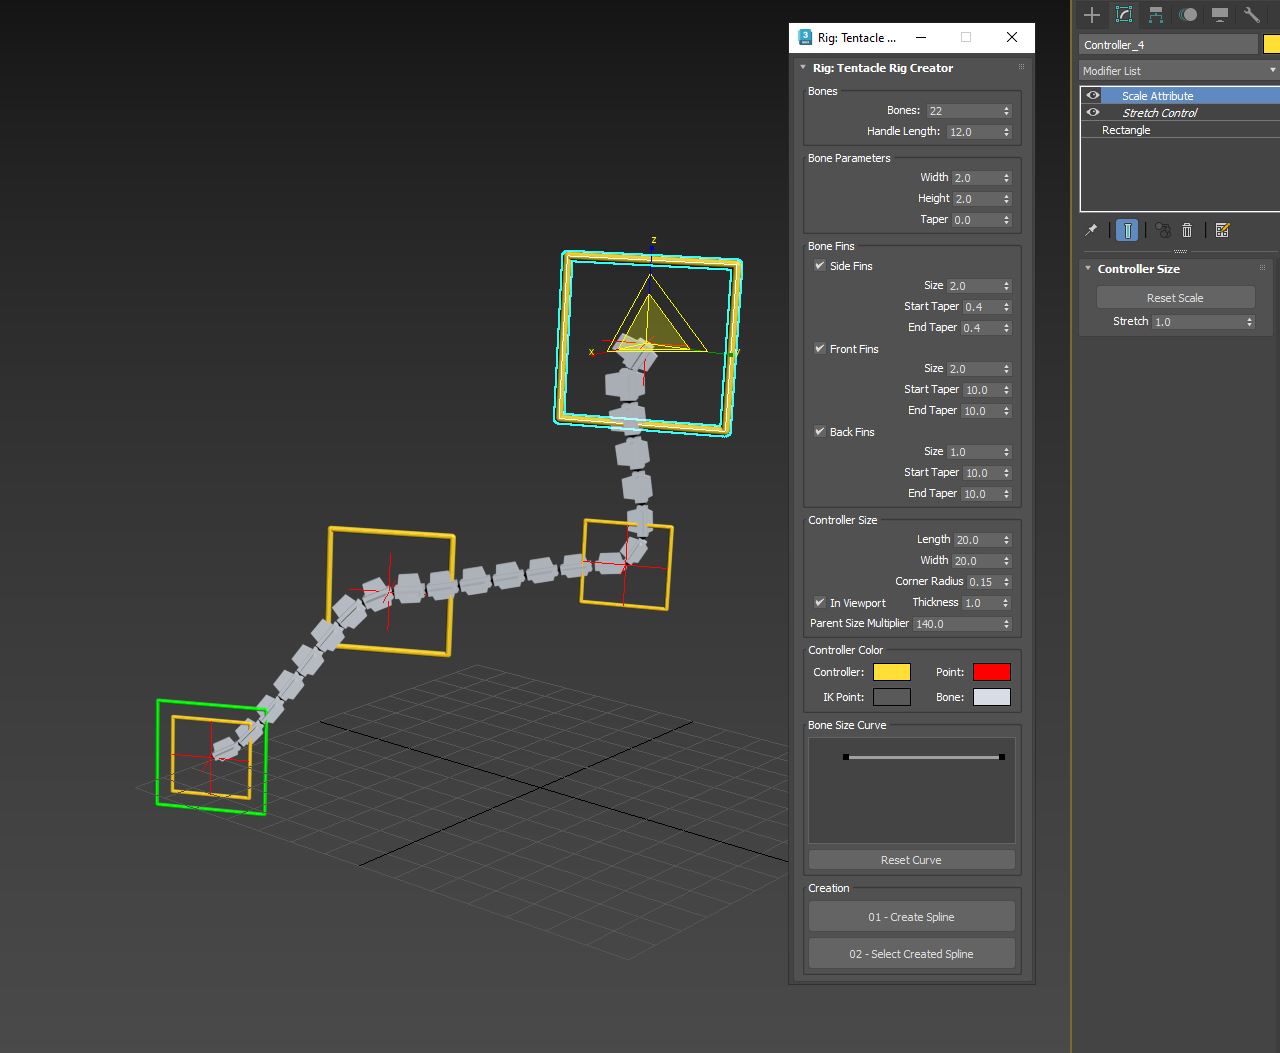 3 Rig: Tentacle ...
Rig: Tentacle Rig Creator
Bones
Bones: 22
Handle Length: 12.0
Bone Parameters
Width 2.0
Height 2.0
Taper 0.0
Bone Fins
Side Fins
Size 2.0
Start Taper 0.4
End Taper 0.4
Front Fins
Size 2.0
Start Taper 10.0
End Taper 10.0
Back Fins
Size 1.0
Start Taper 10.0
End Taper 10.0
Controller Size
Length 20.0
Width 20.0
Corner Radius 0.15
In Viewport Thickness 1.0
Parent Size Multiplier 140.0
Controller Color
Controller: Point:
IK Point: Bone:
Bone Size Curve
Reset Curve
Creation
01 - Create Spline
02 - Select Created Spline
Controller_4
Modifier List
Scale Attribute
Stretch Control
Rectangle
Controller Size
Reset Scale
Stretch 1.0
z
x
y